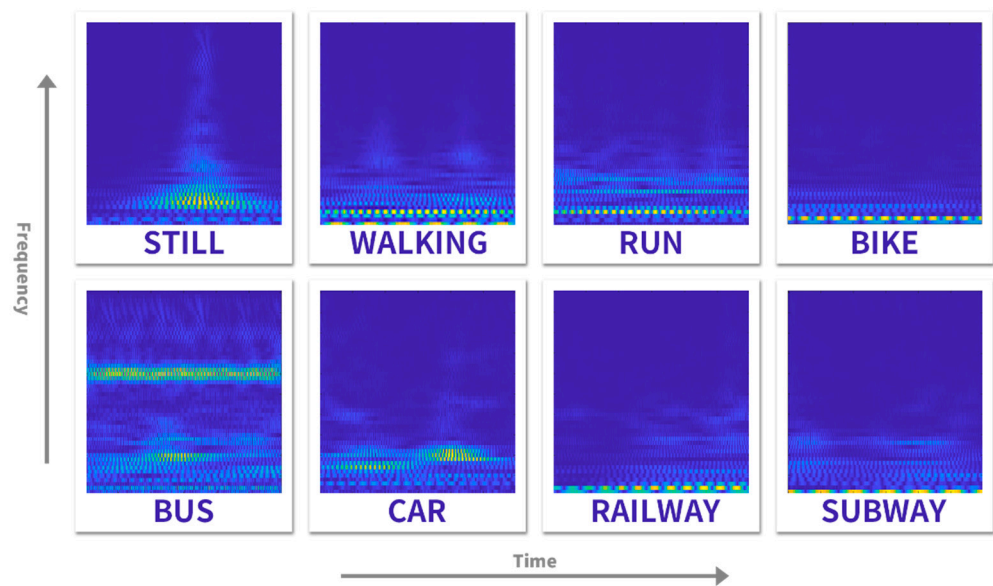 Frequency
STILL
WALKING
RUN
BIKE
BUS
CAR
RAILWAY
SUBWAY
Time